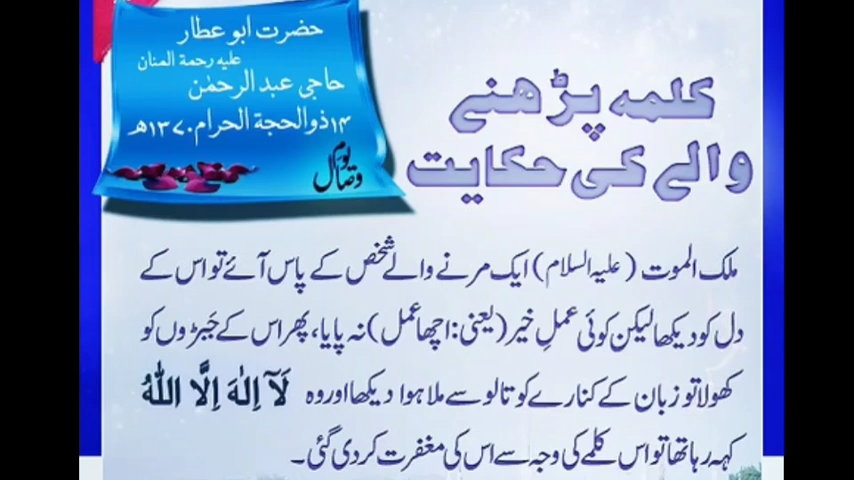 حضرت ابو عطار
علیہ رحمۃ المنان
حاجی عبد الرحمٰن
۱۴ ذوالحجۃ الحرام ۱۳۷۰ھ
یوم وصال
کلمہ پڑھنے
والے کی حکایت
ملک الموت (علیہ السلام) ایک مرنے والے شخص کے پاس آئے تو اس کے
دل کو دیکھا لیکن کوئی عملِ خیر (یعنی: اچھا عمل) نہ پایا، پھر اس کے جَبڑوں کو
کھولا تو زبان کے کنارے کو تالو سے ملا ہوا دیکھا اور وہ لَآ اِلٰهَ اِلَّا اللّٰهُ
کہہ رہا تھا تو اس کلمے کی وجہ سے اس کی مغفرت کر دی گئی۔